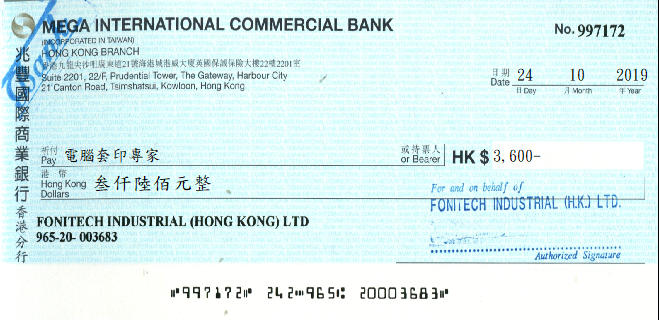 MEGA INTERNATIONAL COMMERCIAL BANK
No. 997172
(INCORPORATED IN TAIWAN)
HONG KONG BRANCH
香港九龍尖沙咀廣東道21號海港城港威大廈英國保誠保險大樓22樓2201室
Suite 2201, 22/F, Prudential Tower, The Gateway, Harbour City
21 Canton Road, Tsimshatsui, Kowloon, Hong Kong
日期 Date 24 10 2019
日 Day 月 Month 年 Year
兆豐國際商業銀行 香港分行
祈付 Pay 電腦套印專家 或持票人 or Bearer HK $ 3,600-
港幣 Hong Kong Dollars 叁仟陸佰元整
For and on behalf of
FONITECH INDUSTRIAL (H.K.) LTD.
FONITECH INDUSTRIAL (HONG KONG) LTD
965-20- 003683
Authorized Signature
⑈997172⑈ 242⑉965⑆ 20003683⑈